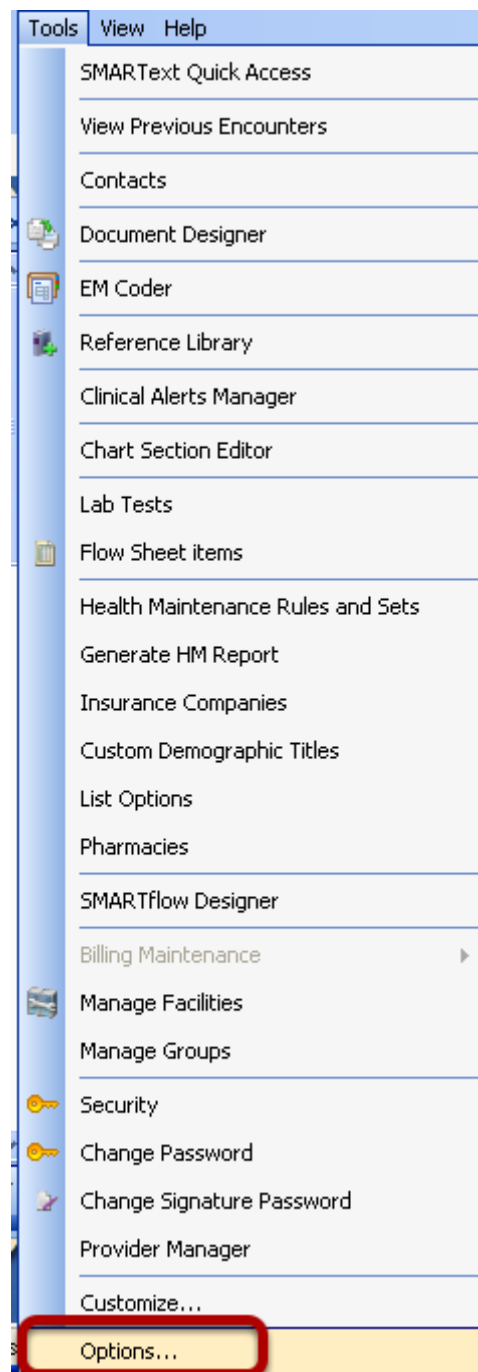 Tools View Help
SMARText Quick Access
View Previous Encounters
Contacts
Document Designer
EM Coder
Reference Library
Clinical Alerts Manager
Chart Section Editor
Lab Tests
Flow Sheet items
Health Maintenance Rules and Sets
Generate HM Report
Insurance Companies
Custom Demographic Titles
List Options
Pharmacies
SMARTflow Designer
Billing Maintenance
Manage Facilities
Manage Groups
Security
Change Password
Change Signature Password
Provider Manager
Customize...
Options...